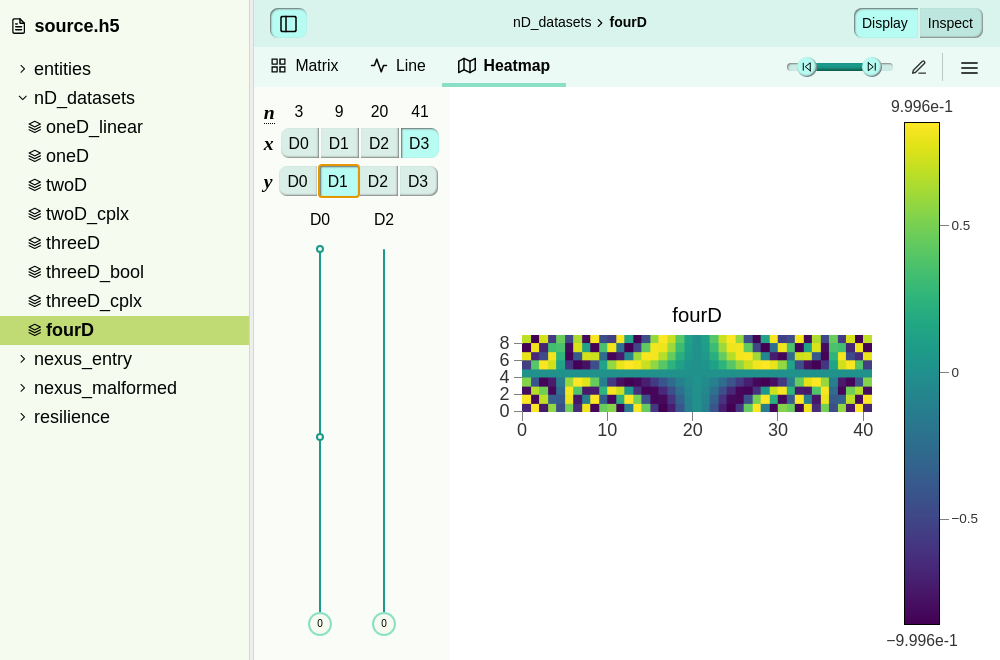 source.h5
entities
nD_datasets
oneD_linear
oneD
twoD
twoD_cplx
threeD
threeD_bool
threeD_cplx
fourD
nexus_entry
nexus_malformed
resilience
nD_datasets › fourD
Display Inspect
Matrix Line Heatmap
n 3 9 20 41
x D0 D1 D2 D3
y D0 D1 D2 D3
D0 D2
0 0
fourD
8
6
4
2
0
0 10 20 30 40
9.996e-1
0.5
0
−0.5
−9.996e-1